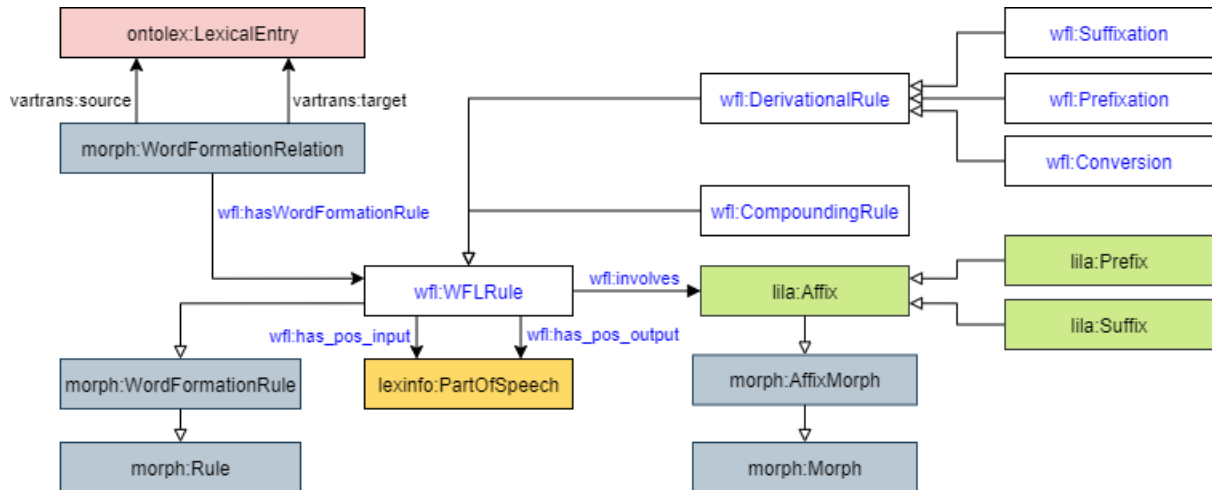 ontolex:LexicalEntry
wfl:Suffixation
vartrans:source
vartrans:target
wfl:DerivationalRule
wfl:Prefixation
morph:WordFormationRelation
wfl:Conversion
wfl:hasWordFormationRule
wfl:CompoundingRule
lila:Prefix
wfl:WFLRule
wfl:involves
lila:Affix
lila:Suffix
wfl:has_pos_input
wfl:has_pos_output
morph:WordFormationRule
lexinfo:PartOfSpeech
morph:AffixMorph
morph:Rule
morph:Morph